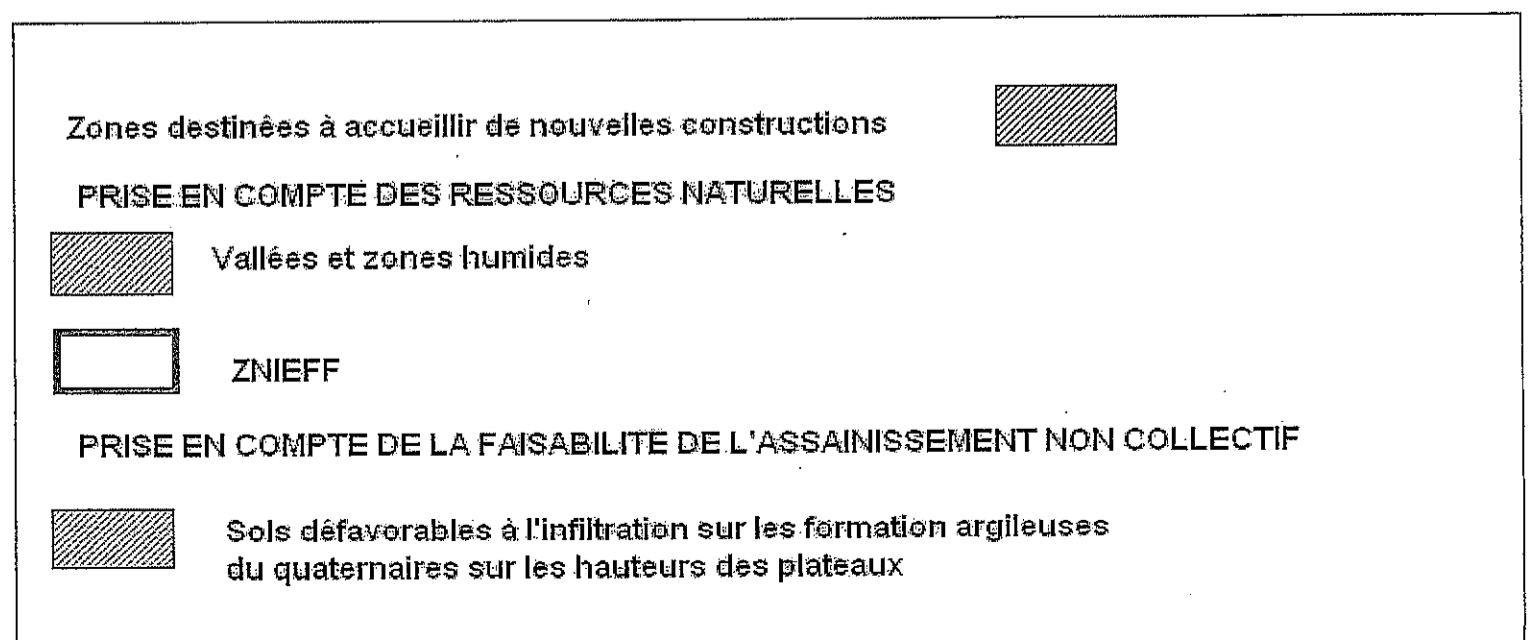 Zones destinées à accueillir de nouvelles constructions
PRISE EN COMPTE DES RESSOURCES NATURELLES
Vallées et zones humides
ZNIEFF
PRISE EN COMPTE DE LA FAISABILITE DE L'ASSAINISSEMENT NON COLLECTIF
Sols défavorables à l'infiltration sur les formation argileuses
du quaternaires sur les hauteurs des plateaux